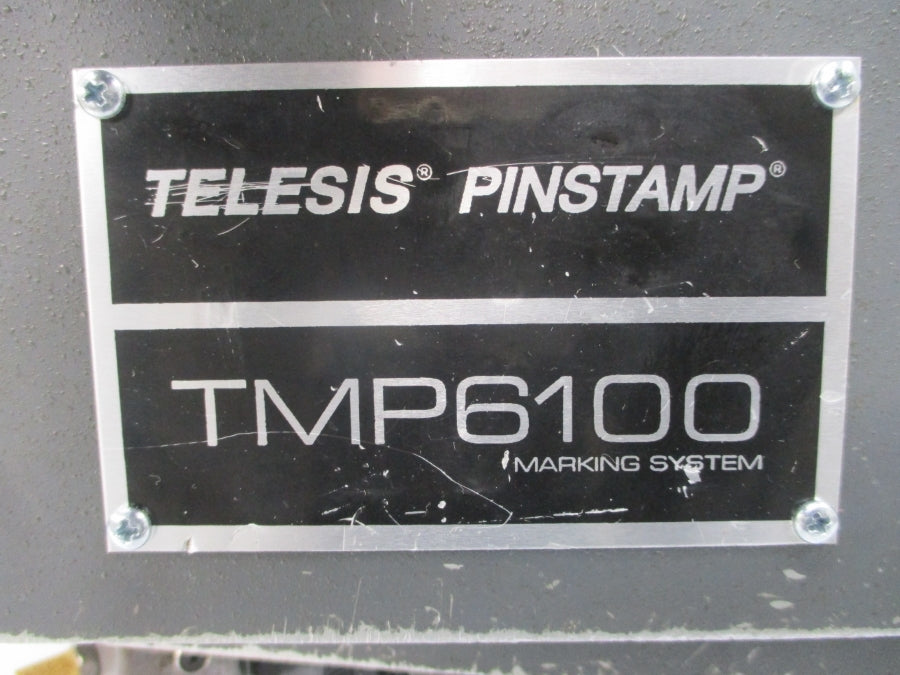 TELESIS® PINSTAMP®
TMP6100
MARKING SYSTEM